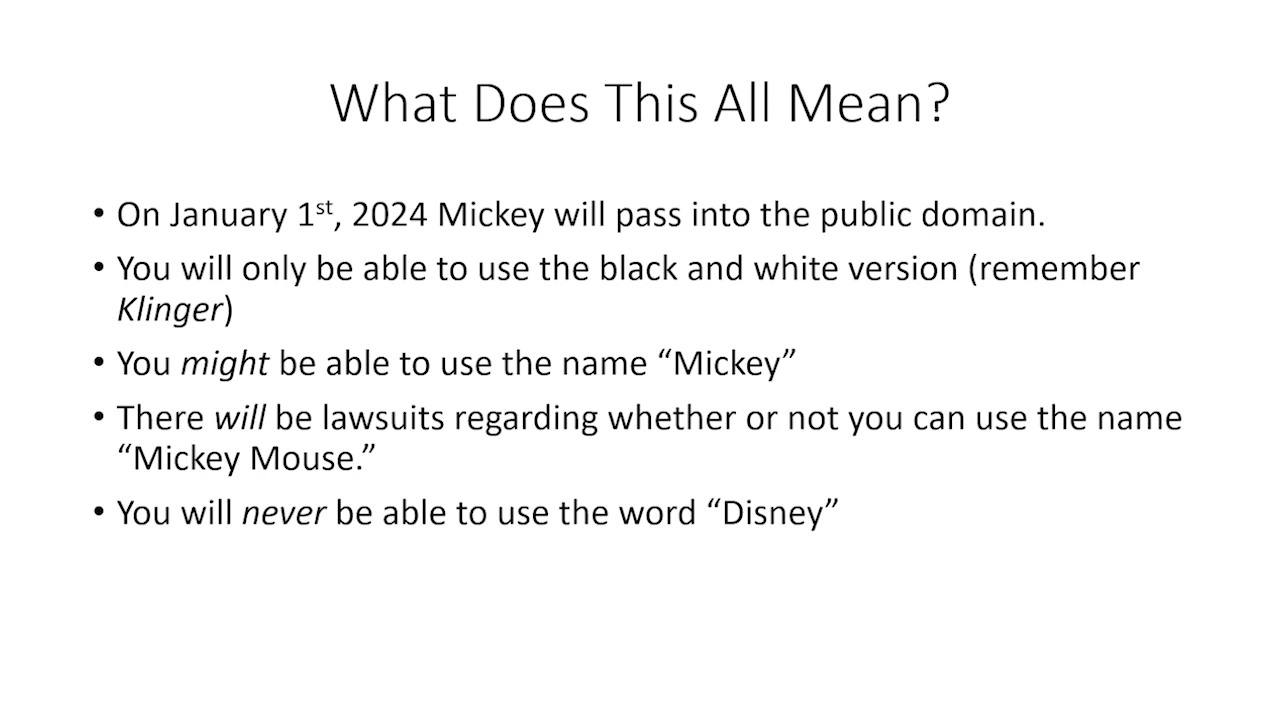 What Does This All Mean?
• On January 1st, 2024 Mickey will pass into the public domain.
• You will only be able to use the black and white version (remember
Klinger)
• You might be able to use the name “Mickey”
• There will be lawsuits regarding whether or not you can use the name
“Mickey Mouse.”
• You will never be able to use the word “Disney”